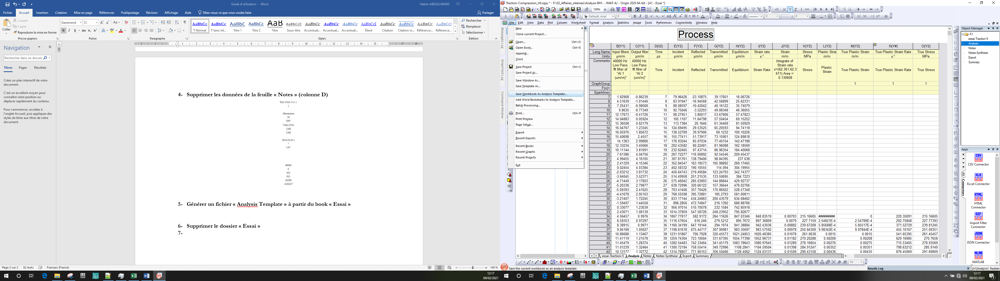 Guide d'utilisation - Word
Hakim ABDULHAMID
Fichier Accueil Insertion Création Mise en page Références Publipostage Révision Affichage Aide Dites-nous ce que vous voulez faire Partager
Coller
Couper
Copier
Reproduire la mise en forme
Presse-papiers
Garamond 12
Police
Paragraphe
¶ Normal ¶ Sans int... Titre 1 Titre 2 Titre Sous-titre Accentuat... Accentuat... Accentuat... Élevé Citation Citation in... Référence... Référence...
Styles
Rechercher
Remplacer
Sélectionner
Édition
Navigation
Rechercher dans un docum
Titres Pages Résultats
Créez un plan interactif de votre
document.
C'est un excellent moyen pour
connaître votre position ou
déplacer rapidement du contenu.
Pour commencer, accédez à
l'onglet Accueil, puis appliquez des
styles de titres aux titres de votre
document.
4- Supprimer les données de la feuille « Notes » (colonne D)
Tar5-1016-111-1
1
Aluminium
20
5097
72661.0531
1260
1260
1016-0110-1
7
5.97
40000
0
302
935
20298
-0.00357
5- Générer un fichier « Analysis Template » à partir du book « Essai »
6- Supprimer le dossier « Essai »
7-
Page 2 sur 2 92 mots Français (France) 140 %
12:17
09/02/2021
Traction-Compression_V6.opju * - F:\02_Affaires_internes\Analyse-BH\ - /MAT-A/ - Origin 2020 64-bit - [A1 - Essai *]
109%
Default: Arial 0
File Edit View Data Plot Column Worksheet Format Analysis Statistics Image Tools Preferences Connectivity Window Help
Messages Log
Smart Hint Log
Command Window
New
Clone current Project...
Open... Ctrl+O
Open Excel... Ctrl+E
Append...
Close
Save Project Ctrl+S
Save Project As...
Save Window As...
Save Template As...
Save Workbook As Analysis Template...
Add Word Bookmarks to Analysis Template...
Batch Processing...
Print... Ctrl+P
Print Preview
Page Setup...
Export
Recent Exports
Recent Books
Recent Graphs
Recent Projects
Exit
Process
B(Y1) C(Y1) D(X2) E(Y2) F(Y2) G(Y2) H(Y2) I(Y2) J(Y2) K(Y2) L(Y2) M(Y2) N(Y#) O(Y2)
Long Name Input filtere Output filter Time Incident Reflected Transmitted Equilibrium Strain rate Strain Stress Plastic Strai True Plastic Strain True Plastic Strain Rate True Stress
Units µm/m µm/m µs µm/m µm/m µm/m µm/m s-1 m/m MPa m/m m/m s-1 MPa
Comments 40000 Hz Low Pass fft filter of "AI 1 (um/m)" 40000 Hz Low Pass fft filter of "AI 2 (um/m)" Time Incident Reflected Transmitted Equilibrium Strain Rate Integrate of Strain rate x=(62.361,62.3611) Area = 0.130608 Stress Plastic Strain True Plastic Strain True Plastic Strain Rate True Stress
GraphGroup 1 1 1
F(x)=
Sparklines
7 1.82908 -0.86239 7 79.96426 -23.10875 39.17601 16.06726
8 4.51639 -1.01446 8 83.91947 -16.94568 42.56899 25.62331
9 7.25431 -0.98008 9 88.08597 -10.42042 46.16122 35.74079
10 9.8635 -0.77349 10 92.75046 -3.52293 49.88348 46.36055
11 12.17673 -0.41726 11 98.27951 3.80017 53.67806 57.47823
12 14.04883 0.05924 12 105.1107 11.64798 57.50454 69.15252
13 15.36508 0.62179 13 113.7384 20.1646 61.34469 81.50929
14 16.04767 1.23345 14 124.69495 29.53525 65.20593 94.74118
15 16.05976 1.85672 15 138.52789 39.97906 69.1232 109.10226
16 15.40698 2.4557 16 155.77411 51.73917 73.15901 124.89818
17 14.1363 2.99806 17 176.93244 65.07034 77.40154 142.47188
18 12.33234 3.45666 18 202.43582 80.22481 81.96088 162.18569
19 10.11144 3.81091 19 232.62465 97.43714 86.96354 184.40068
20 7.61386 4.04756 20 267.72277 116.90892 92.54546 209.45437
21 4.99455 4.16105 21 307.81761 138.79406 98.84395 237.638
22 2.41329 4.15346 22 352.84547 163.18573 105.98892 269.17465
23 0.02454 4.03384 23 402.58332 190.10555 114.094 304.19955
24 -2.03212 3.81732 24 456.64743 219.49584 123.24793 342.74377
25 -3.64045 3.52371 25 514.49958 251.21535 133.50695 384.7223
26 -4.71449 3.17603 26 575.46042 285.03893 144.88844 429.92737
27 -5.20338 2.79877 27 638.72996 320.66122 157.36644 478.02766
28 -5.09393 2.41625 28 703.41406 357.70426 170.86922 528.57348
29 -4.41078 2.05103 29 768.55598 395.72881 185.2793 581.00811
30 -3.21407 1.72245 30 833.17144 434.24883 200.43579 634.68462
31 -1.59497 1.44558 31 896.2856 472.74847 216.1392 688.88766
32 0.33077 1.23039 32 956.97014 510.70078 232.1584 742.85918
33 2.43071 1.08139 33 1014.37859 547.58726 248.23952 795.82677
34 4.56457 0.9976 34 1067.77817 582.9172 264.11626 847.03346 848.83519 0.00703 215.16605 ######### 0 220.35091 215.16605
35 6.59353 0.97297 35 1116.57654 616.246 279.5212 895.7672 897.36809 0.0079 227.7159 2.54821E-4 2.54789E-4 292.75848 227.77393
36 8.38915 0.9971 36 1160.34199 647.19144 294.1974 941.38884 942.43036 0.00882 239.67208 5.85688E-4 5.85517E-4 371.52729 239.81245
37 9.84168 1.05627 37 1198.81618 675.44717 307.90981 983.35697 983.57592 0.00978 250.84309 9.98342E-4 9.97844E-4 455.10107 251.09351
38 10.86688 1.13467 38 1231.91867 700.7928 320.45573 1021.24853 1020.48385 0.01078 261.0638 0.0015 0.0015 541.65395 261.45457
39 11.41119 1.21578 39 1259.74304 723.10004 331.67395 1054.77398 1052.96731 0.01182 270.20288 0.00208 0.00208 629.16985 270.7658
40 11.45479 1.28374 40 1282.54483 742.33464 341.45179 1083.78643 1080.97645 0.01289 278.16854 0.00276 0.00275 715.53405 278.93569
41 11.01239 1.32464 41 1300.72194 758.55414 349.72996 1108.2841 1104.59504 0.01398 284.91247 0.00352 0.00351 798.63212 285.9149
42 10.13177 1.32772 42 1314.78857 771.90153 356.50466 1128.4062 1124.03131 0.01509 290.43158 0.00436 0.00435 876.45069 291.69809
essai-Traction-5 Analysis Notes Notes-Synthese Export Summary
Object Manager
A1
essai-Traction-5
Analysis
Notes
Notes-Synthese
Export
Summary
Apps
All
Connectors
CSV Connector
Excel Connector
HTML Connector
Import Filter Connector
JSON Connector
MATLAB
Save the current workbook as an analysis template
Results Log
[A1]Analysis! Radian
12:17
09/02/2021